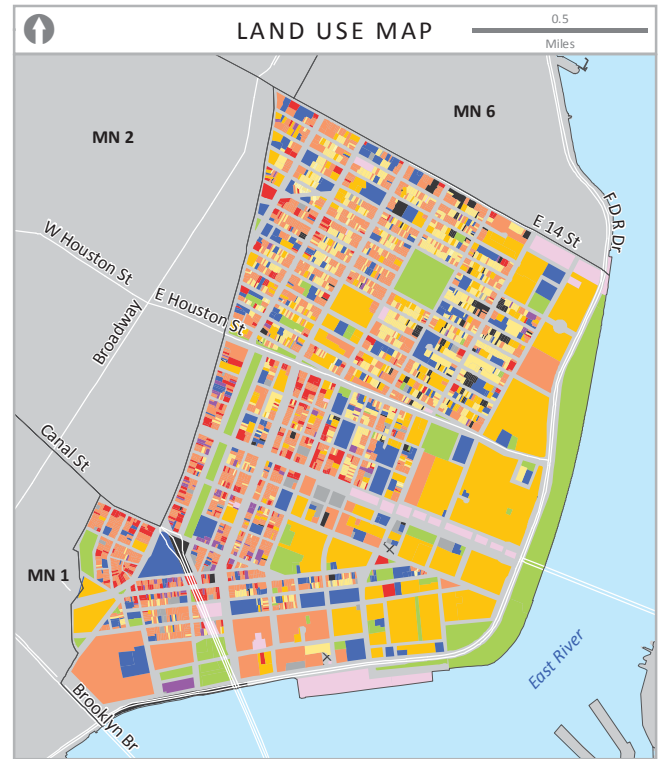 LAND USE MAP
0.5
Miles
MN 2
MN 6
F D R Dr
E 14 St
W Houston St
E Houston St
Broadway
Canal St
MN 1
East River
Brooklyn Br